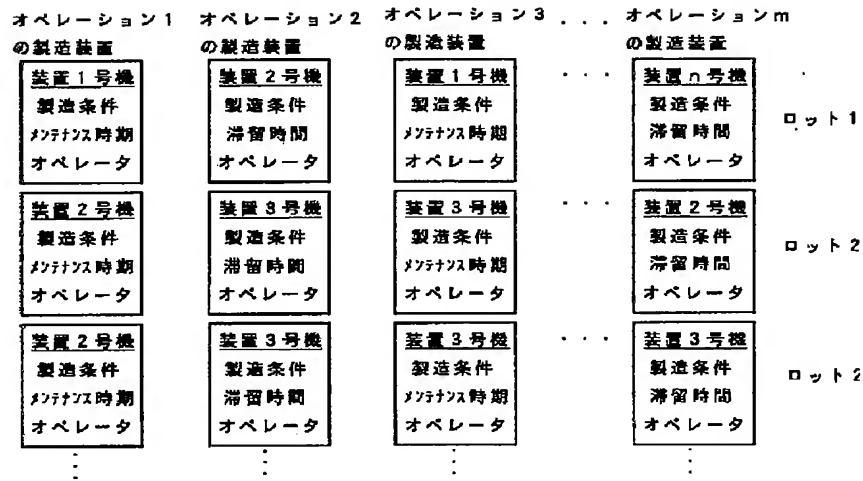 オペレーション1 オペレーション2 オペレーション3 ... オペレーションm
の製造装置 の製造装置 の製造装置 の製造装置
装置1号機 装置2号機 装置1号機 ... 装置n号機
製造条件 製造条件 製造条件 製造条件 ロット1
メンテナンス時期 滞留時間 メンテナンス時期 滞留時間
オペレータ オペレータ オペレータ オペレータ
装置2号機 装置3号機 装置3号機 ... 装置2号機
製造条件 製造条件 製造条件 製造条件 ロット2
メンテナンス時期 滞留時間 メンテナンス時期 滞留時間
オペレータ オペレータ オペレータ オペレータ
装置2号機 装置3号機 装置3号機 ... 装置3号機
製造条件 製造条件 製造条件 製造条件 ロット2
メンテナンス時期 滞留時間 メンテナンス時期 滞留時間
オペレータ オペレータ オペレータ オペレータ